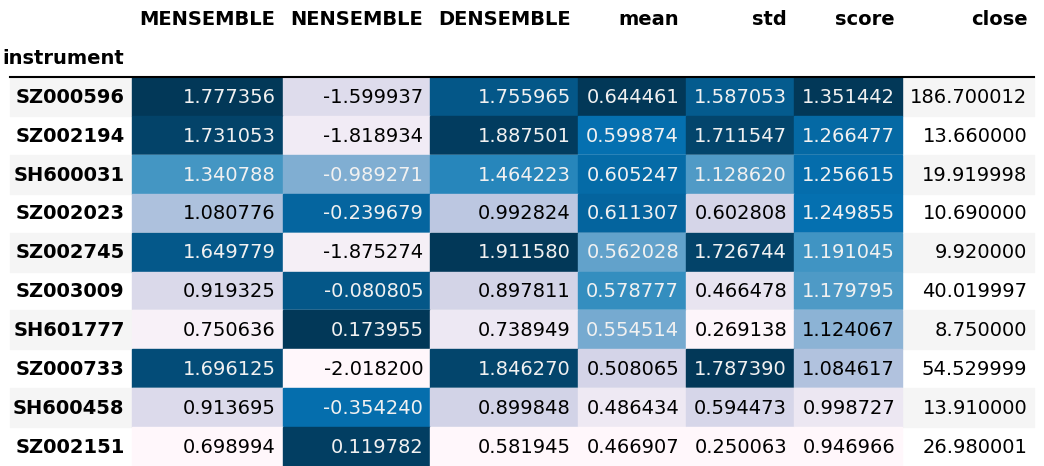 MENSEMBLE NENSEMBLE DENSEMBLE mean std score close
instrument
SZ000596 1.777356 -1.599937 1.755965 0.644461 1.587053 1.351442 186.700012
SZ002194 1.731053 -1.818934 1.887501 0.599874 1.711547 1.266477 13.660000
SH600031 1.340788 -0.989271 1.464223 0.605247 1.128620 1.256615 19.919998
SZ002023 1.080776 -0.239679 0.992824 0.611307 0.602808 1.249855 10.690000
SZ002745 1.649779 -1.875274 1.911580 0.562028 1.726744 1.191045 9.920000
SZ003009 0.919325 -0.080805 0.897811 0.578777 0.466478 1.179795 40.019997
SH601777 0.750636 0.173955 0.738949 0.554514 0.269138 1.124067 8.750000
SZ000733 1.696125 -2.018200 1.846270 0.508065 1.787390 1.084617 54.529999
SH600458 0.913695 -0.354240 0.899848 0.486434 0.594473 0.998727 13.910000
SZ002151 0.698994 0.119782 0.581945 0.466907 0.250063 0.946966 26.980001